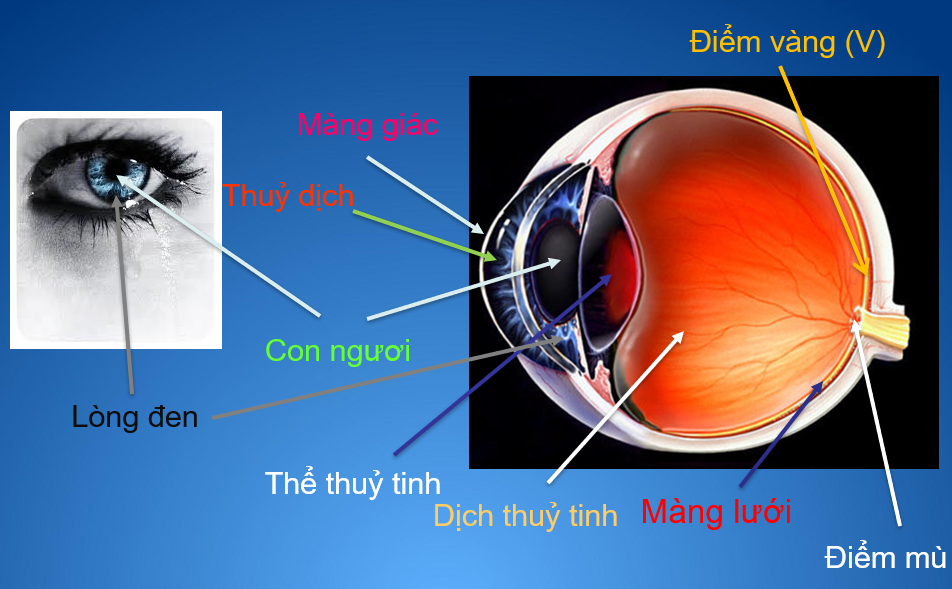 Điểm vàng (V)
Màng giác
Thuỷ dịch
Con ngươi
Lòng đen
Thể thuỷ tinh
Dịch thuỷ tinh
Màng lưới
Điểm mù